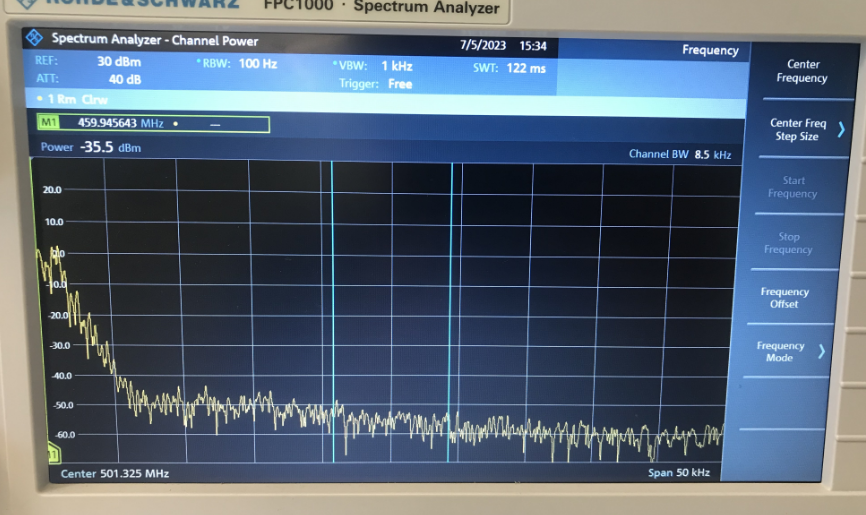 ROHDE&SCHWARZ FPC1000 · Spectrum Analyzer
Spectrum Analyzer - Channel Power 7/5/2023 15:34 Frequency
REF: 30 dBm *RBW: 100 Hz *VBW: 1 kHz SWT: 122 ms
ATT: 40 dB Trigger: Free
• 1 Rm Clrw
M1 459.945643 MHz • —
Power -35.5 dBm Channel BW 8.5 kHz
20.0
10.0
0.0
-10.0
-20.0
-30.0
-40.0
-50.0
-60.0
Center 501.325 MHz Span 50 kHz
Center
Frequency
Center Freq
Step Size
Start
Frequency
Stop
Frequency
Frequency
Offset
Frequency
Mode